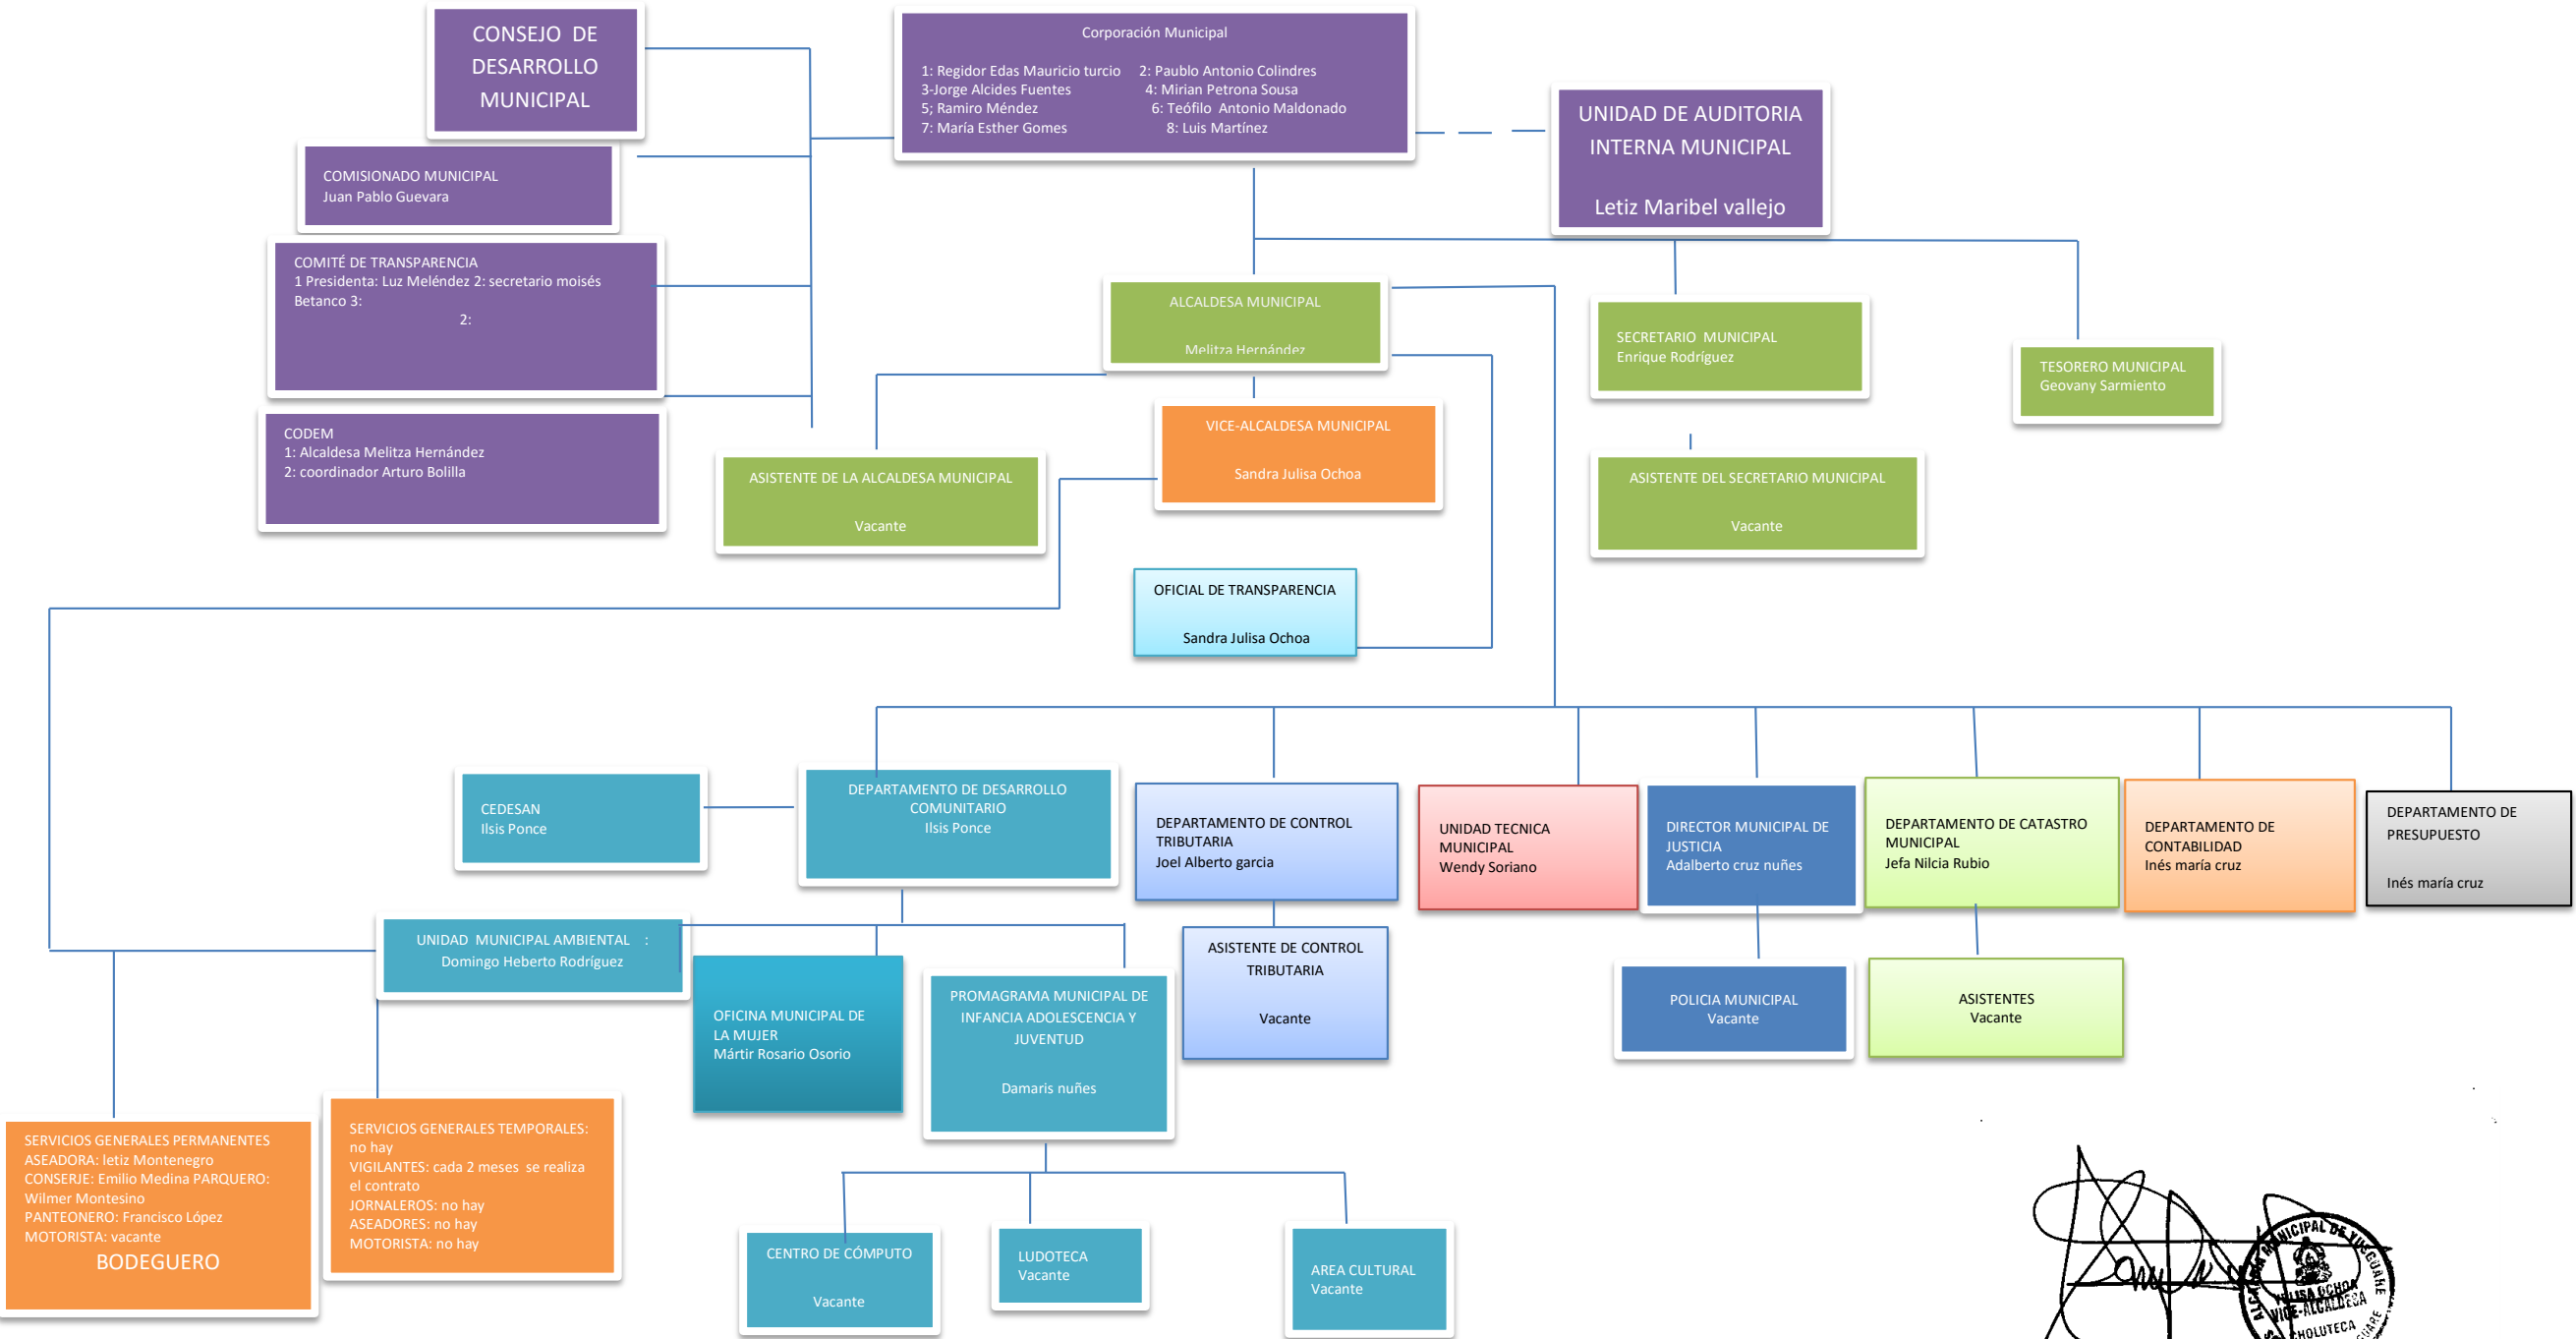 CONSEJO DE
DESARROLLO
MUNICIPAL
Corporación Municipal
1: Regidor Edas Mauricio turcio 2: Paublo Antonio Colindres
3-Jorge Alcides Fuentes 4: Mirian Petrona Sousa
5; Ramiro Méndez 6: Teófilo Antonio Maldonado
7: María Esther Gomes 8: Luis Martínez
UNIDAD DE AUDITORIA
INTERNA MUNICIPAL
Letiz Maribel vallejo
COMISIONADO MUNICIPAL
Juan Pablo Guevara
COMITÉ DE TRANSPARENCIA
1 Presidenta: Luz Meléndez 2: secretario moisés
Betanco 3:
2:
CODEM
1: Alcaldesa Melitza Hernández
2: coordinador Arturo Bolilla
ALCALDESA MUNICIPAL
Melitza Hernández
SECRETARIO MUNICIPAL
Enrique Rodríguez
TESORERO MUNICIPAL
Geovany Sarmiento
ASISTENTE DE LA ALCALDESA MUNICIPAL
Vacante
VICE-ALCALDESA MUNICIPAL
Sandra Julisa Ochoa
ASISTENTE DEL SECRETARIO MUNICIPAL
Vacante
OFICIAL DE TRANSPARENCIA
Sandra Julisa Ochoa
CEDESAN
Ilsis Ponce
DEPARTAMENTO DE DESARROLLO
COMUNITARIO
Ilsis Ponce
DEPARTAMENTO DE CONTROL
TRIBUTARIA
Joel Alberto garcia
UNIDAD TECNICA
MUNICIPAL
Wendy Soriano
DIRECTOR MUNICIPAL DE
JUSTICIA
Adalberto cruz nuñes
DEPARTAMENTO DE CATASTRO
MUNICIPAL
Jefa Nilcia Rubio
DEPARTAMENTO DE
CONTABILIDAD
Inés maría cruz
DEPARTAMENTO DE
PRESUPUESTO
Inés maría cruz
UNIDAD MUNICIPAL AMBIENTAL :
Domingo Heberto Rodríguez
OFICINA MUNICIPAL DE
LA MUJER
Mártir Rosario Osorio
PROMAGRAMA MUNICIPAL DE
INFANCIA ADOLESCENCIA Y
JUVENTUD
Damaris nuñes
ASISTENTE DE CONTROL
TRIBUTARIA
Vacante
POLICIA MUNICIPAL
Vacante
ASISTENTES
Vacante
SERVICIOS GENERALES PERMANENTES
ASEADORA: letiz Montenegro
CONSERJE: Emilio Medina PARQUERO:
Wilmer Montesino
PANTEONERO: Francisco López
MOTORISTA: vacante
BODEGUERO
SERVICIOS GENERALES TEMPORALES:
no hay
VIGILANTES: cada 2 meses se realiza
el contrato
JORNALEROS: no hay
ASEADORES: no hay
MOTORISTA: no hay
CENTRO DE CÓMPUTO
Vacante
LUDOTECA
Vacante
AREA CULTURAL
Vacante
MUNICIPAL DE
OCHOA
VICE-ALCALDESA
CHOLUTECA